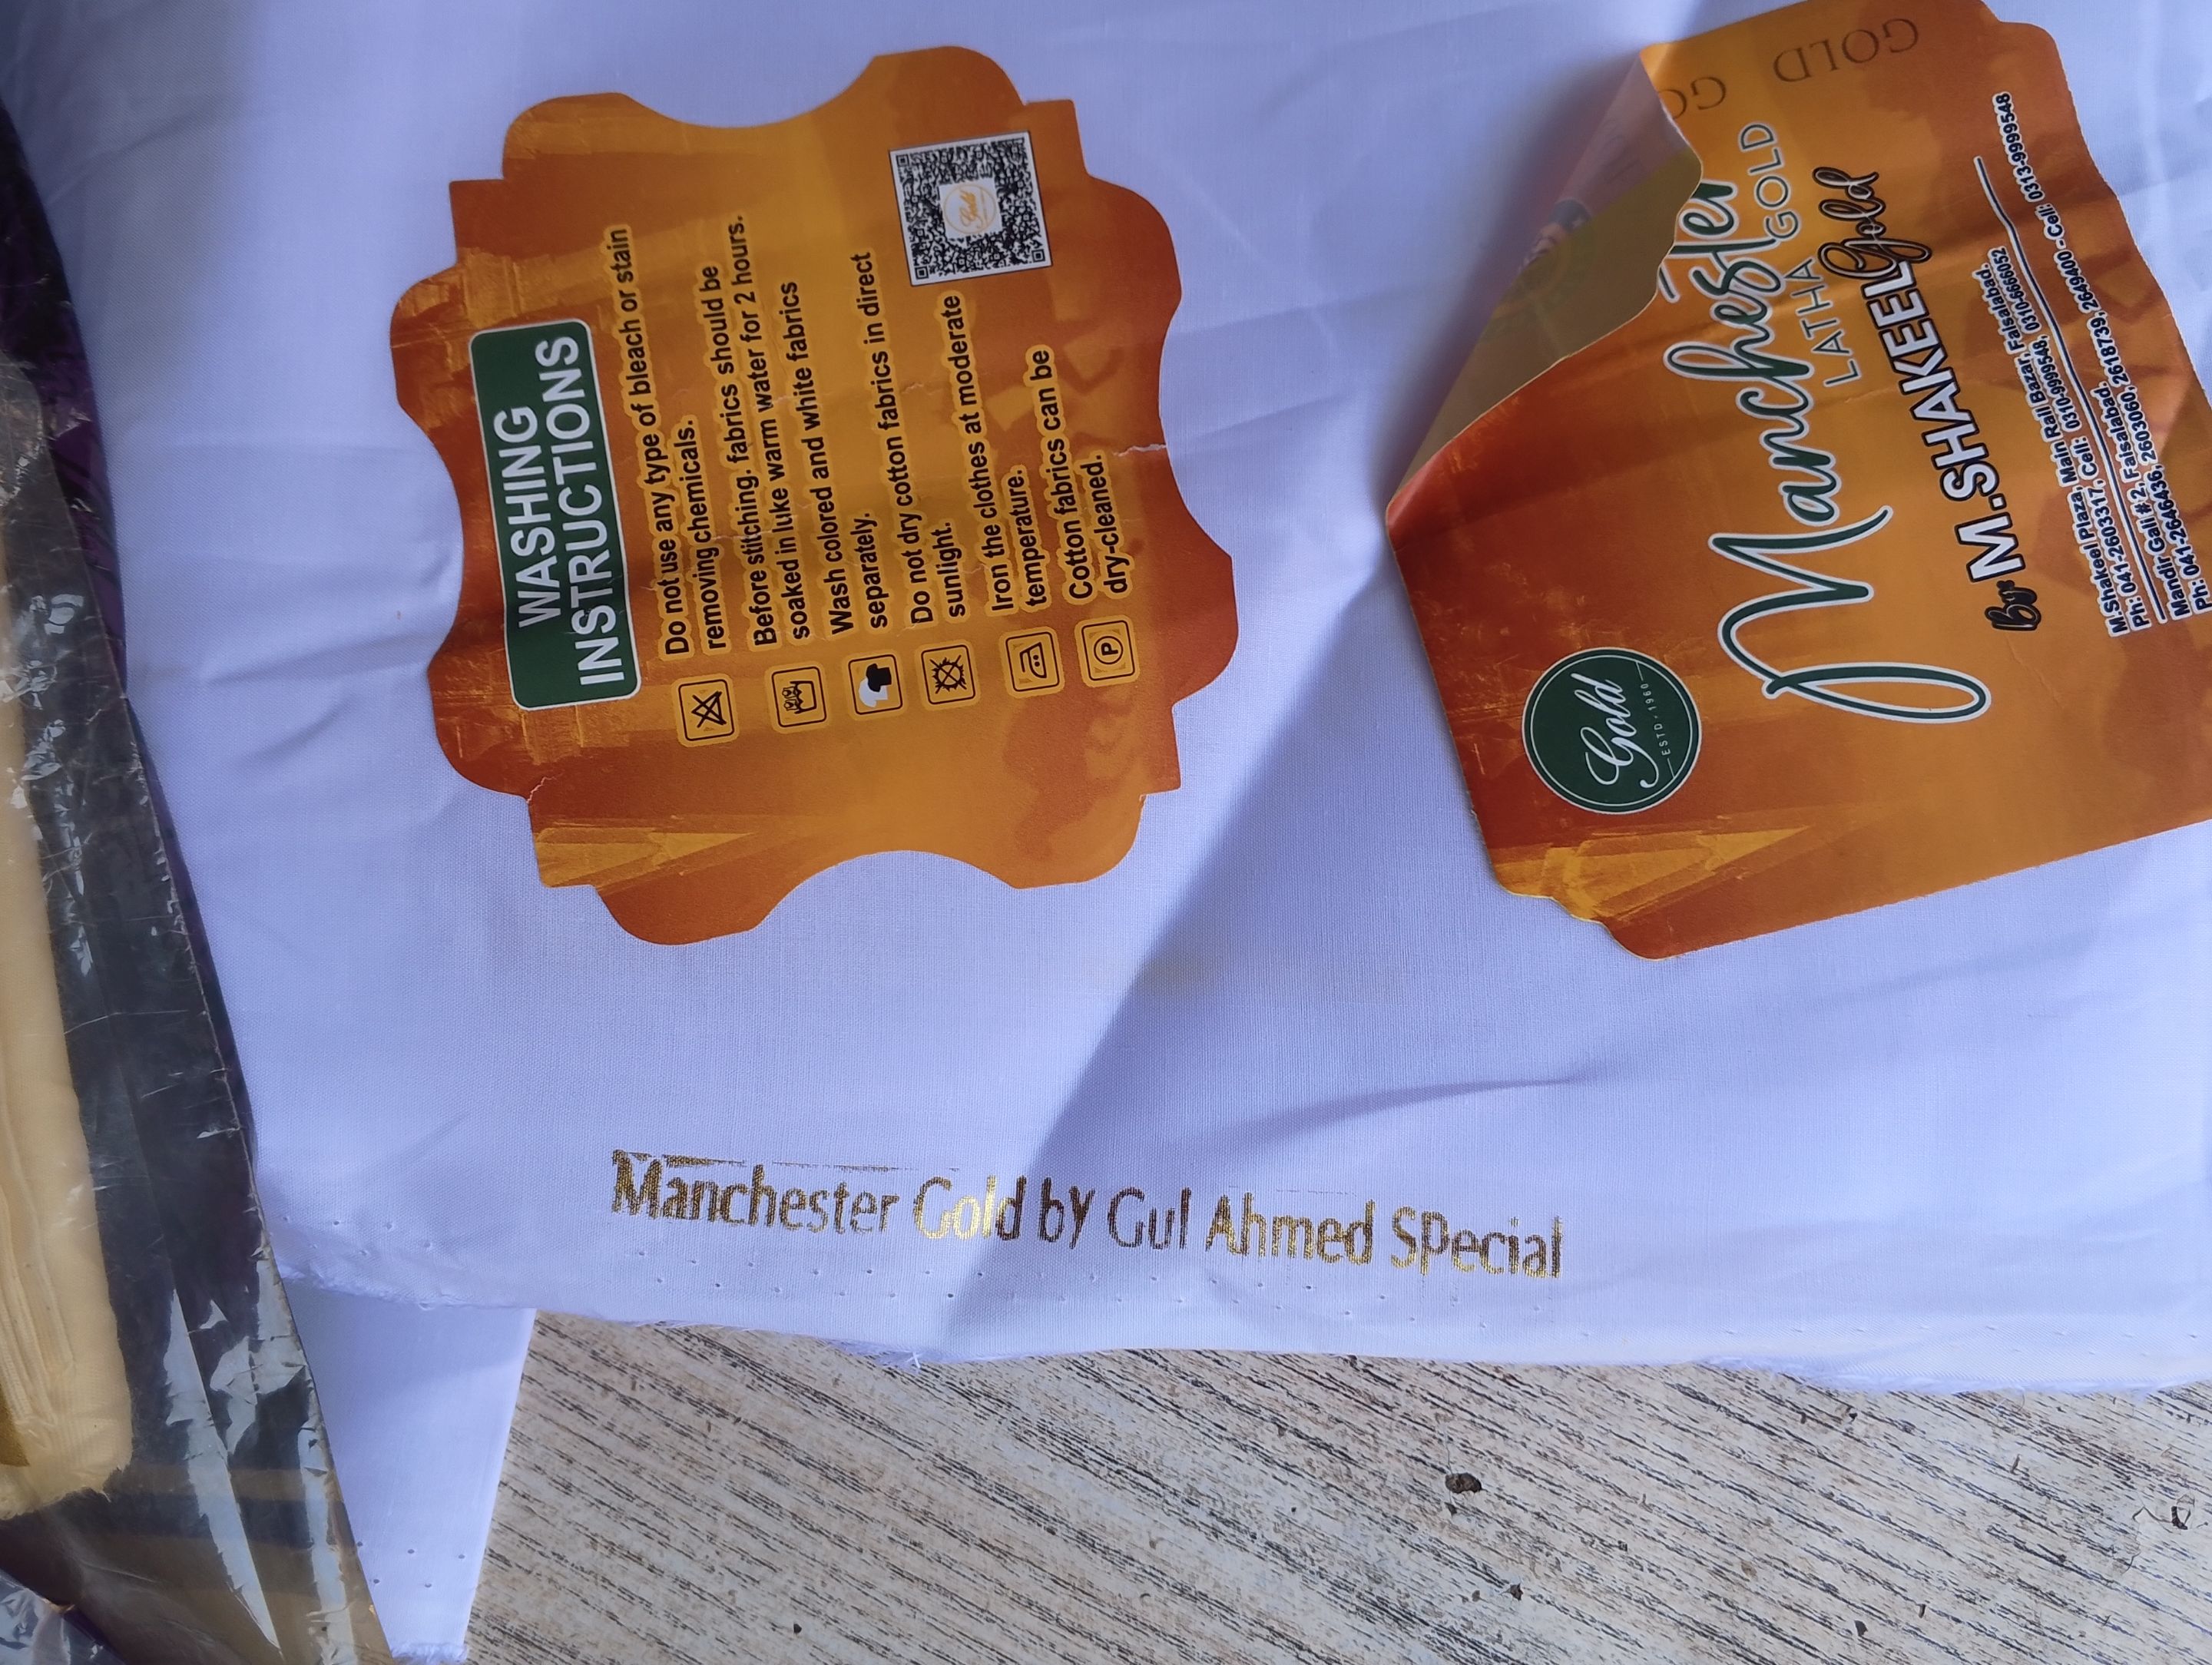 WASHING
INSTRUCTIONS
Do not use any type of bleach or stain
removing chemicals.
Before stitching. fabrics should be
soaked in luke warm water for 2 hours.
Wash colored and white fabrics
separately.
Do not dry cotton fabrics in direct
sunlight.
Iron the clothes at moderate
temperature.
Cotton fabrics can be
dry-cleaned.
P
Gold
GOLD
Gold
ESTD.1960
Manchester
LATHA GOLD
By: M.SHAKEEL Gold
M.Shakeel Plaza, Main Rail Bazar, Faisalabad.
Ph: 041-2603317, Cell: 0310-9999548, 0310-6666052
Mandir Gali # 2, Faisalabad.
Ph: 041-2646436, 2603060, 2618739, 2649400 - Cell: 0313-9999548
Manchester Gold by Gul Ahmed SPecial